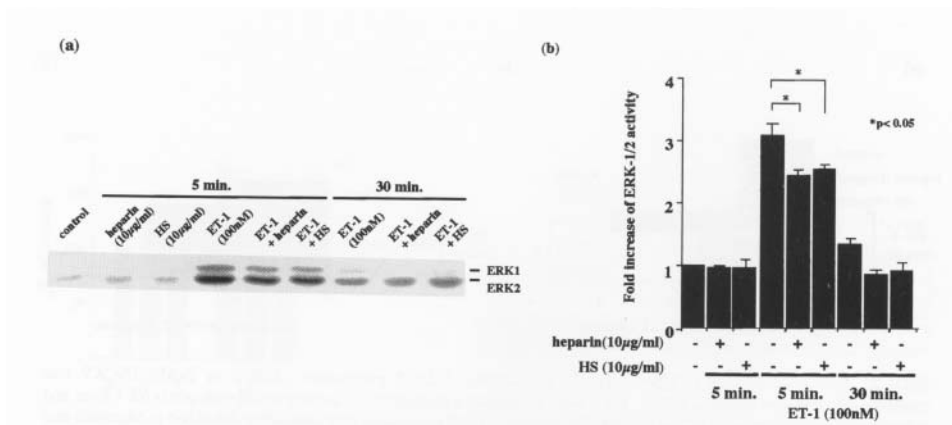 (a)
5 min.
30 min.
control
heparin
(10μg/ml)
HS
(10μg/ml)
ET-1
(100nM)
ET-1
+ heparin
ET-1
+ HS
ET-1
(100nM)
ET-1
+ heparin
ET-1
+ HS
ERK1
ERK2
(b)
Fold increase of ERK-1/2 activity
4
3
2
1
0
*
*
*p< 0.05
heparin(10μg/ml) - + - - + - - + -
HS (10μg/ml) - - + - - + - - +
5 min. 5 min. 30 min.
ET-1 (100nM)